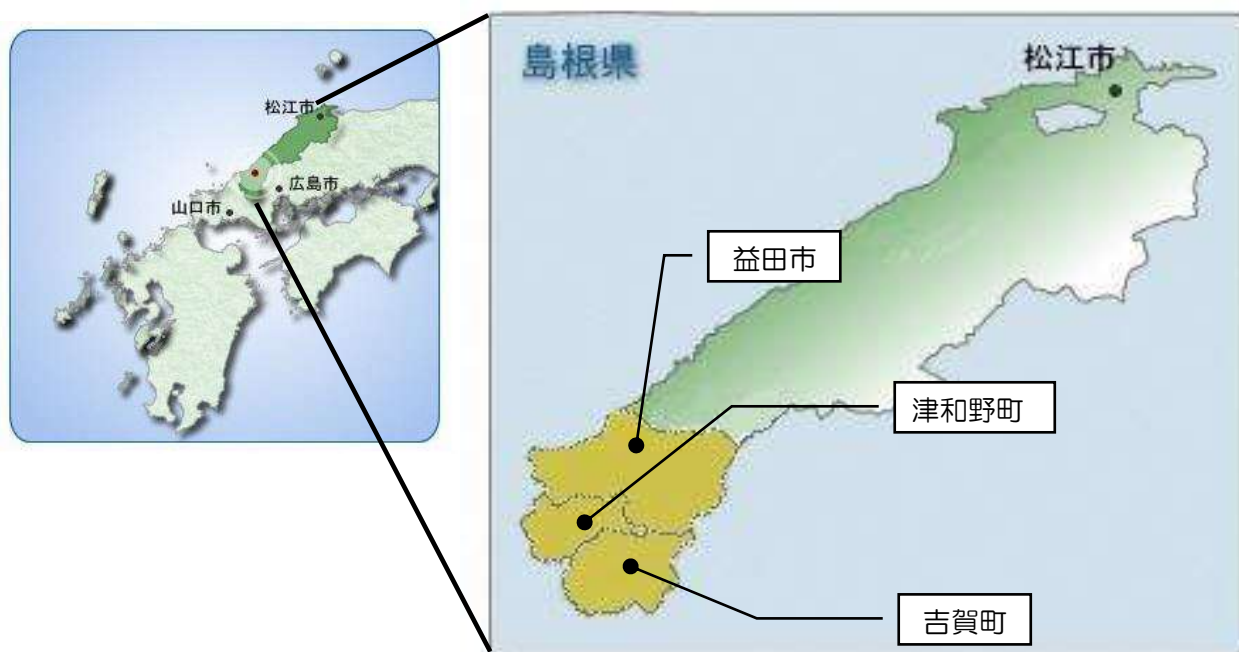 松江市
広島市
山口市
島根県
松江市
益田市
津和野町
吉賀町